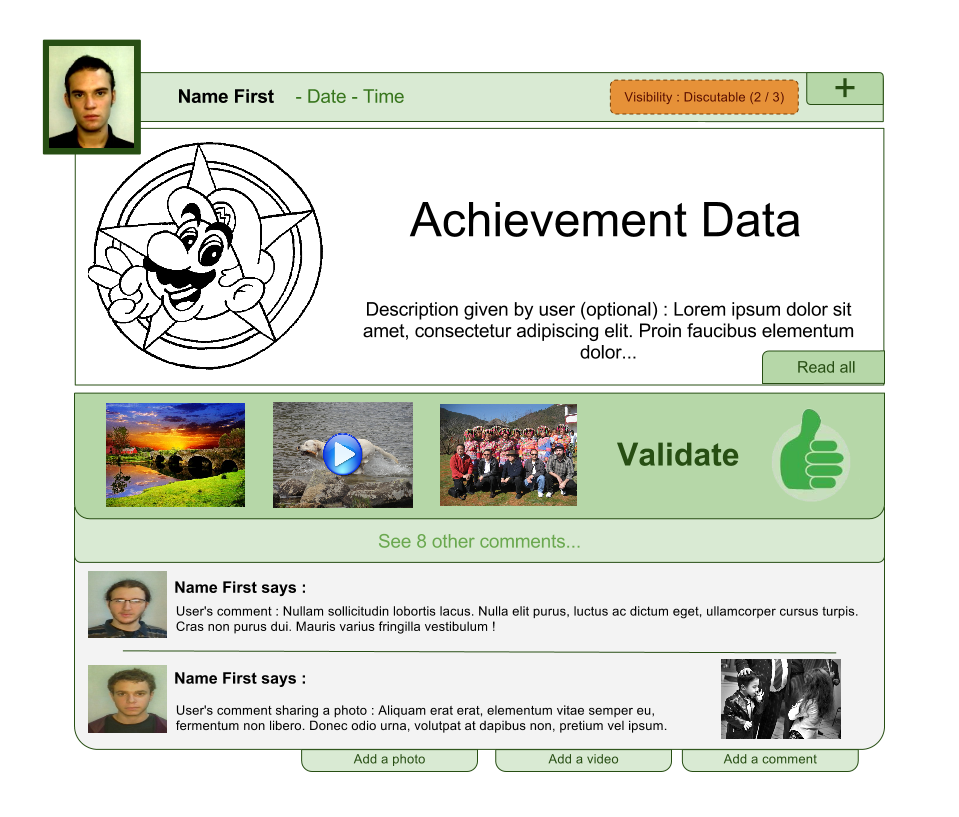 Name First - Date - Time
Visibility : Discutable (2 / 3)
+
Achievement Data
Description given by user (optional) : Lorem ipsum dolor sit
amet, consectetur adipiscing elit. Proin faucibus elementum
dolor...
Read all
Validate
See 8 other comments...
Name First says :
User's comment : Nullam sollicitudin lobortis lacus. Nulla elit purus, luctus ac dictum eget, ullamcorper cursus turpis.
Cras non purus dui. Mauris varius fringilla vestibulum !
Name First says :
User's comment sharing a photo : Aliquam erat erat, elementum vitae semper eu,
fermentum non libero. Donec odio urna, volutpat at dapibus non, pretium vel ipsum.
Add a photo
Add a video
Add a comment